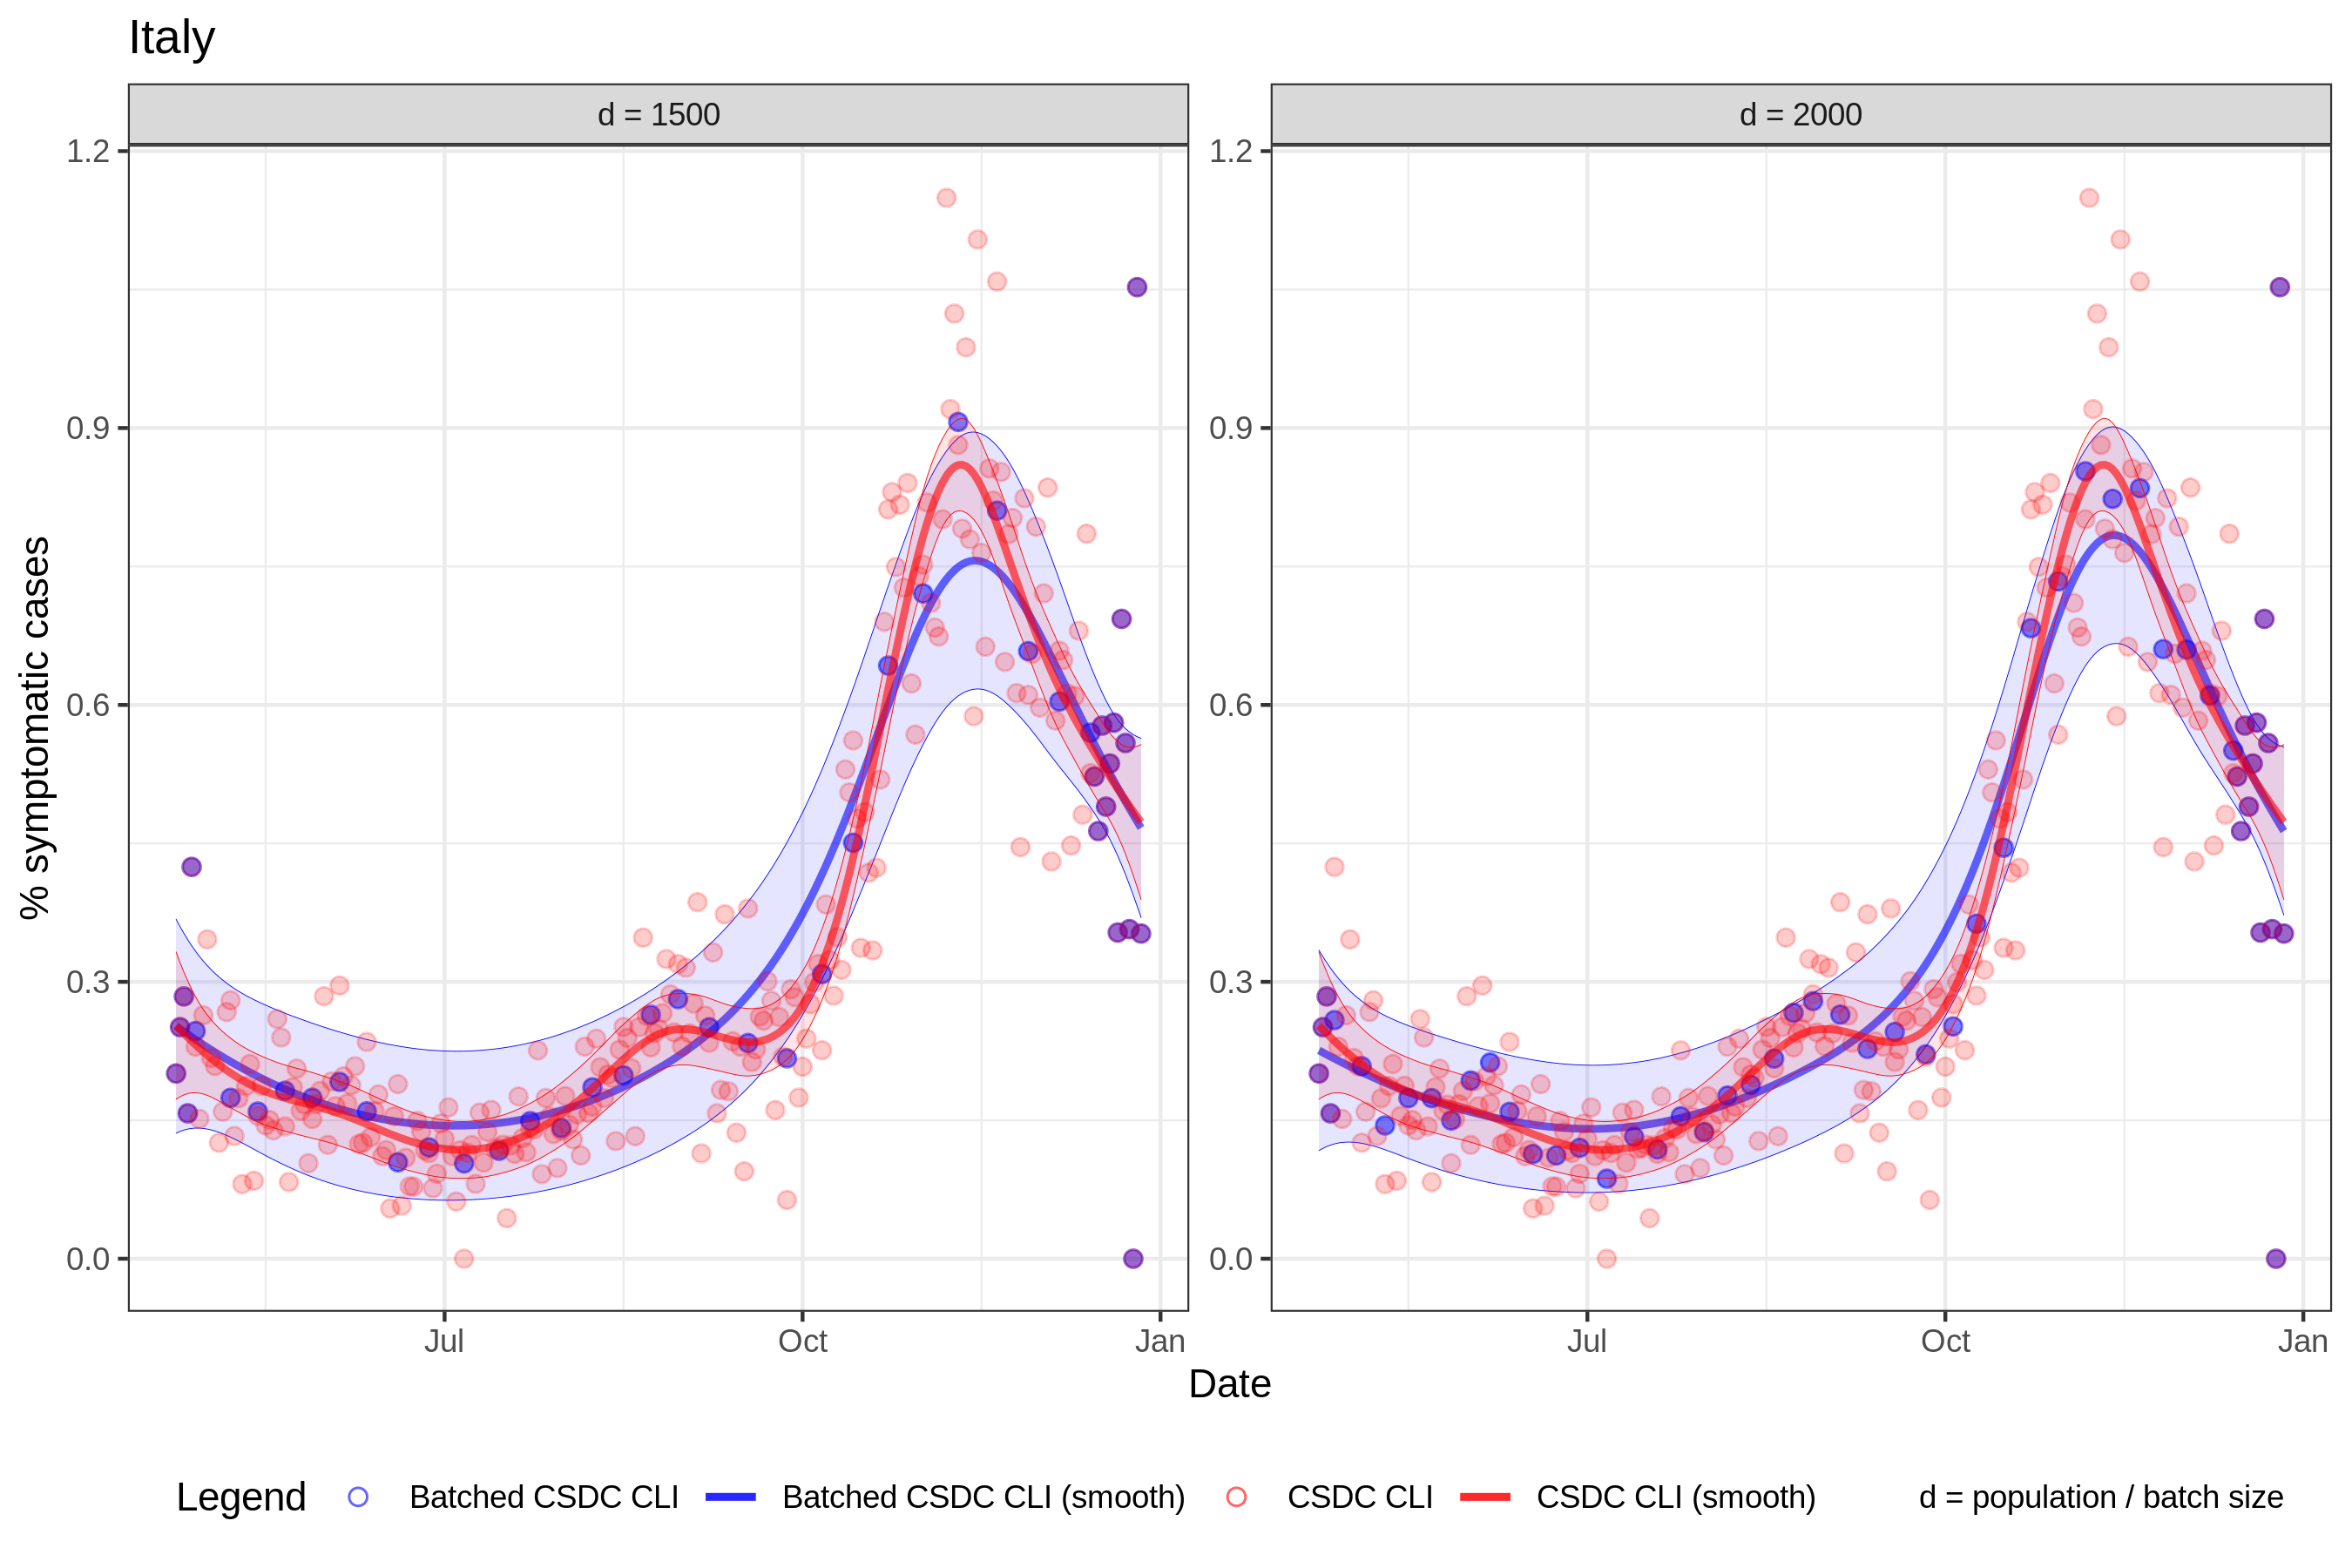 Italy
d = 1500
d = 2000
1.2
0.9
0.6
0.3
0.0
1.2
0.9
0.6
0.3
0.0
% symptomatic cases
Jul
Oct
Jan
Jul
Oct
Jan
Date
Legend
Batched CSDC CLI
Batched CSDC CLI (smooth)
CSDC CLI
CSDC CLI (smooth)
d = population / batch size